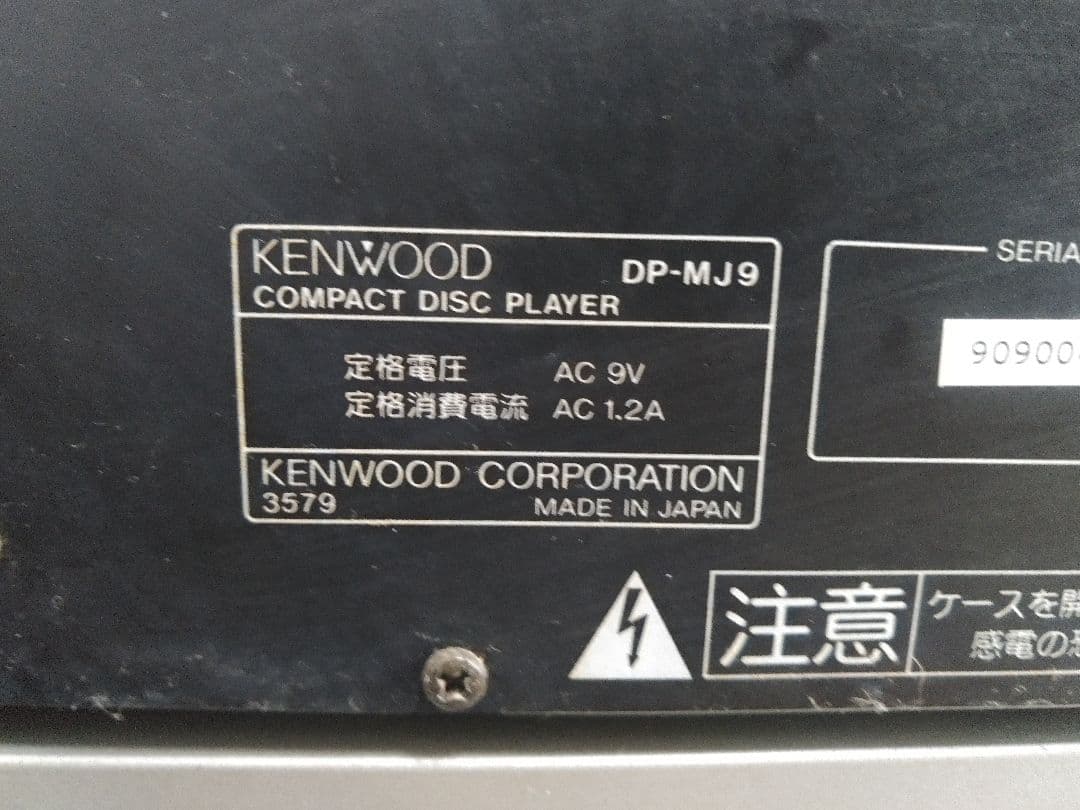 KENWOOD DP-MJ9
COMPACT DISC PLAYER
定格電圧 AC 9V
定格消費電流 AC 1.2A
KENWOOD CORPORATION
3579 MADE IN JAPAN
SERIA
90900
注意
ケースを開
感電の